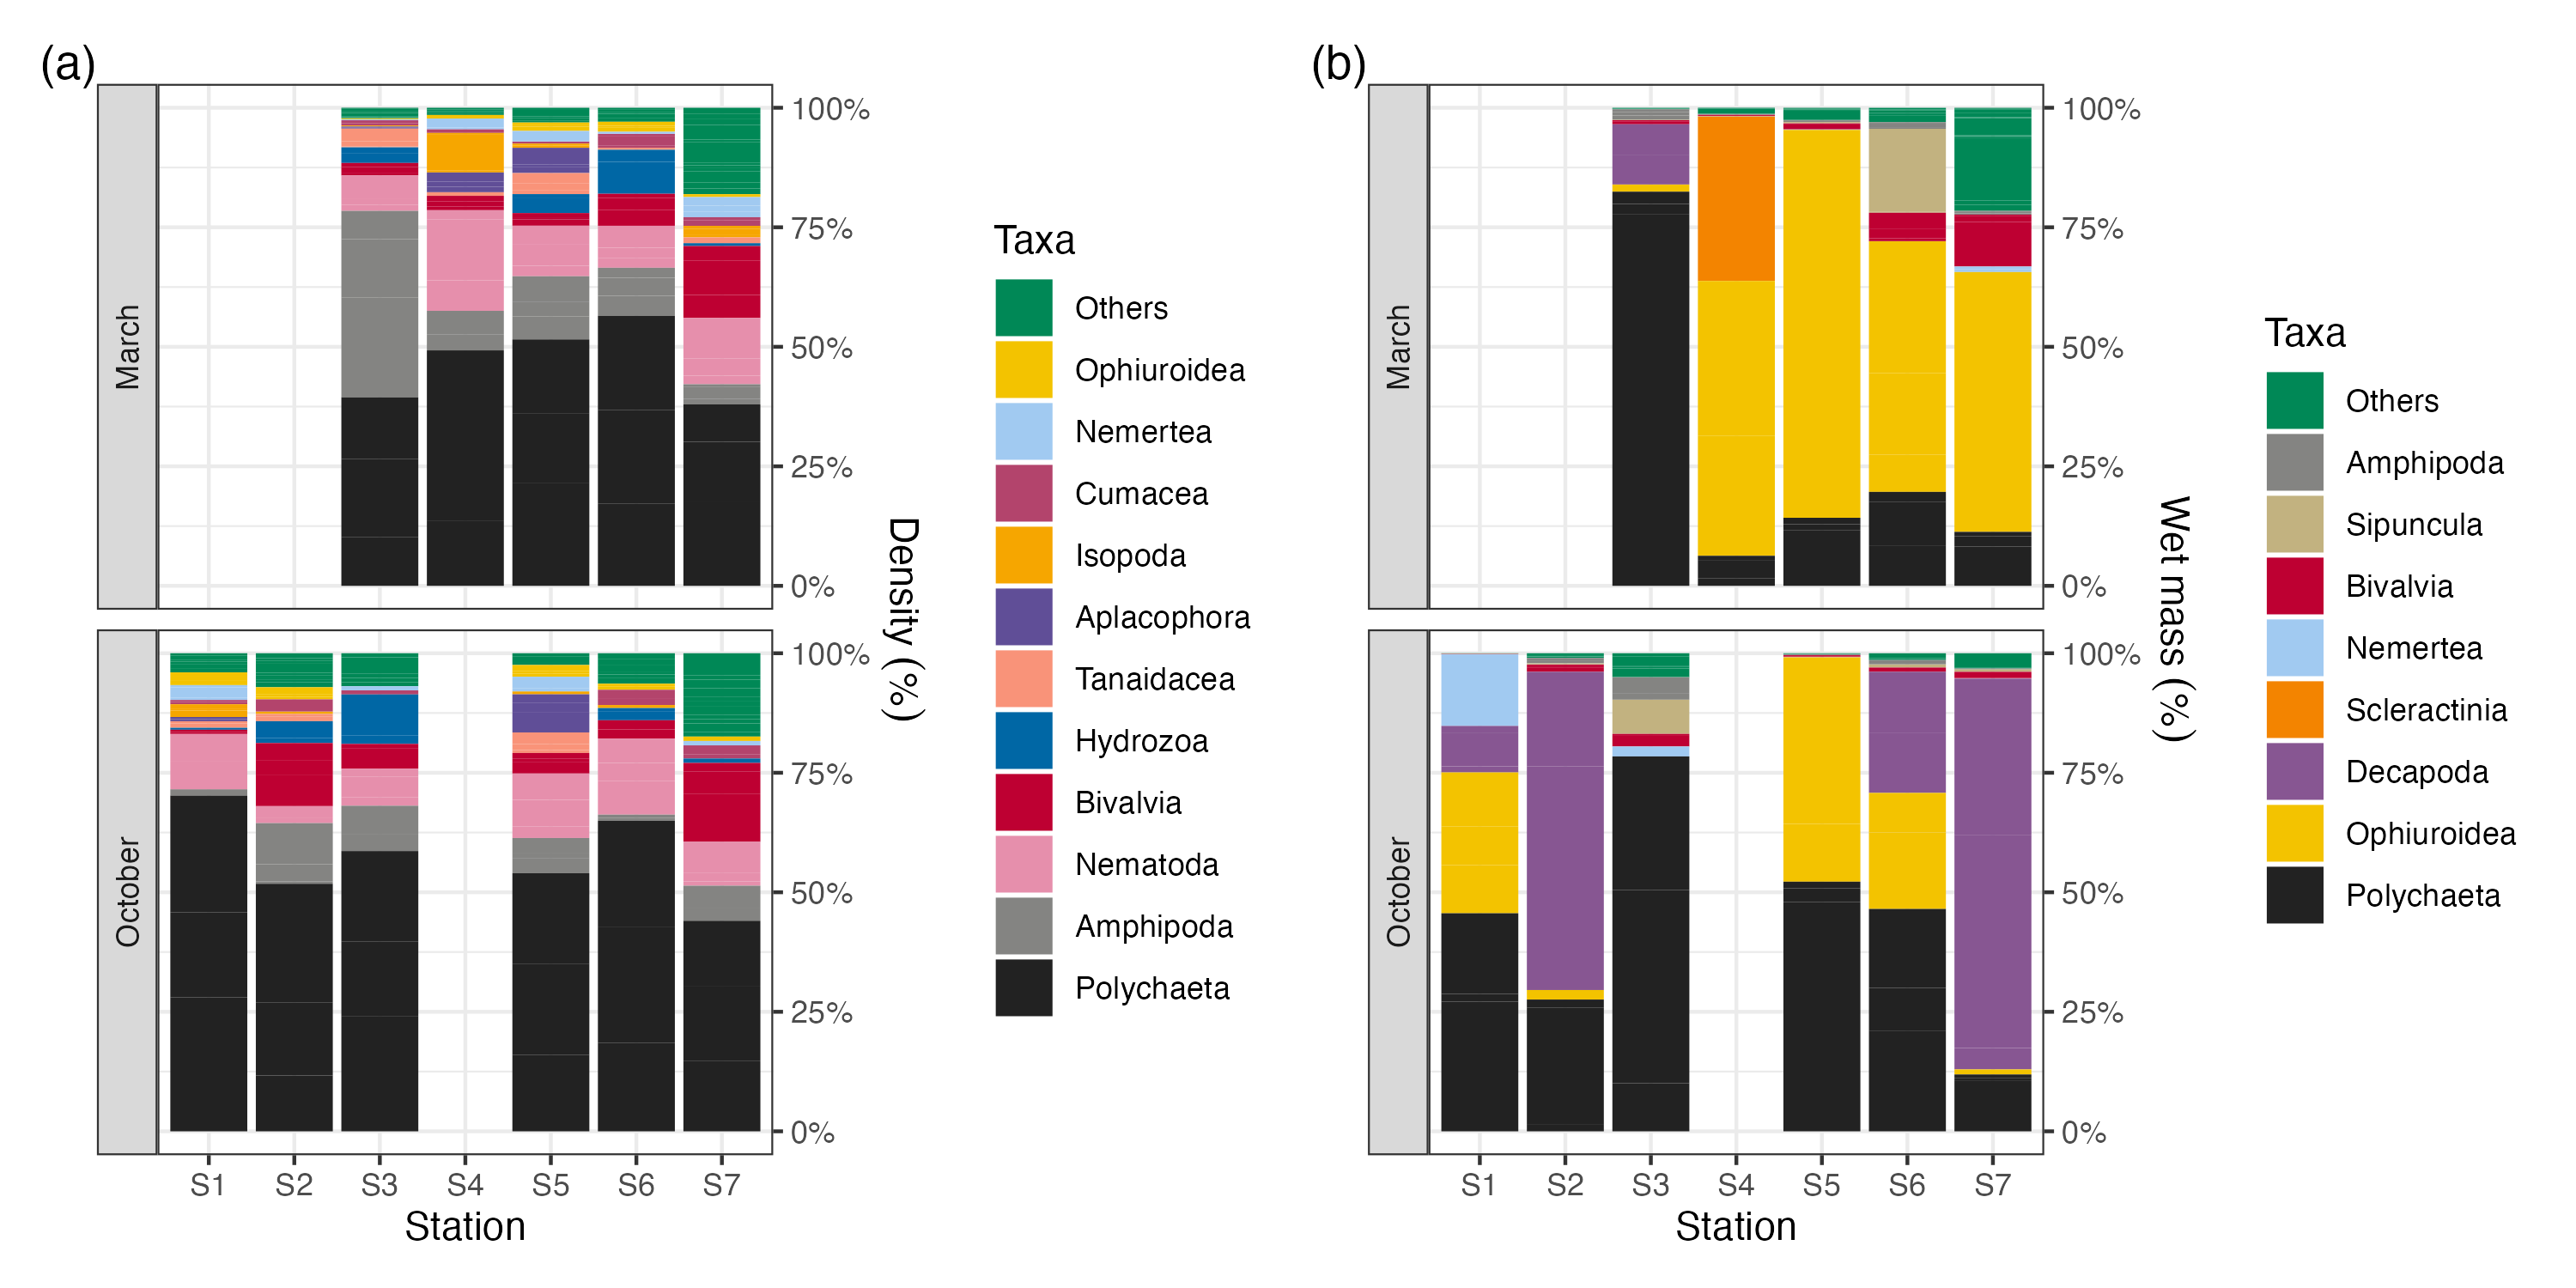 (a)
March
100%
75%
50%
25%
0%
October
100%
75%
50%
25%
0%
S1 S2 S3 S4 S5 S6 S7
Station
Density (%)
Taxa
Others
Ophiuroidea
Nemertea
Cumacea
Isopoda
Aplacophora
Tanaidacea
Hydrozoa
Bivalvia
Nematoda
Amphipoda
Polychaeta
(b)
March
100%
75%
50%
25%
0%
October
100%
75%
50%
25%
0%
S1 S2 S3 S4 S5 S6 S7
Station
Wet mass (%)
Taxa
Others
Amphipoda
Sipuncula
Bivalvia
Nemertea
Scleractinia
Decapoda
Ophiuroidea
Polychaeta